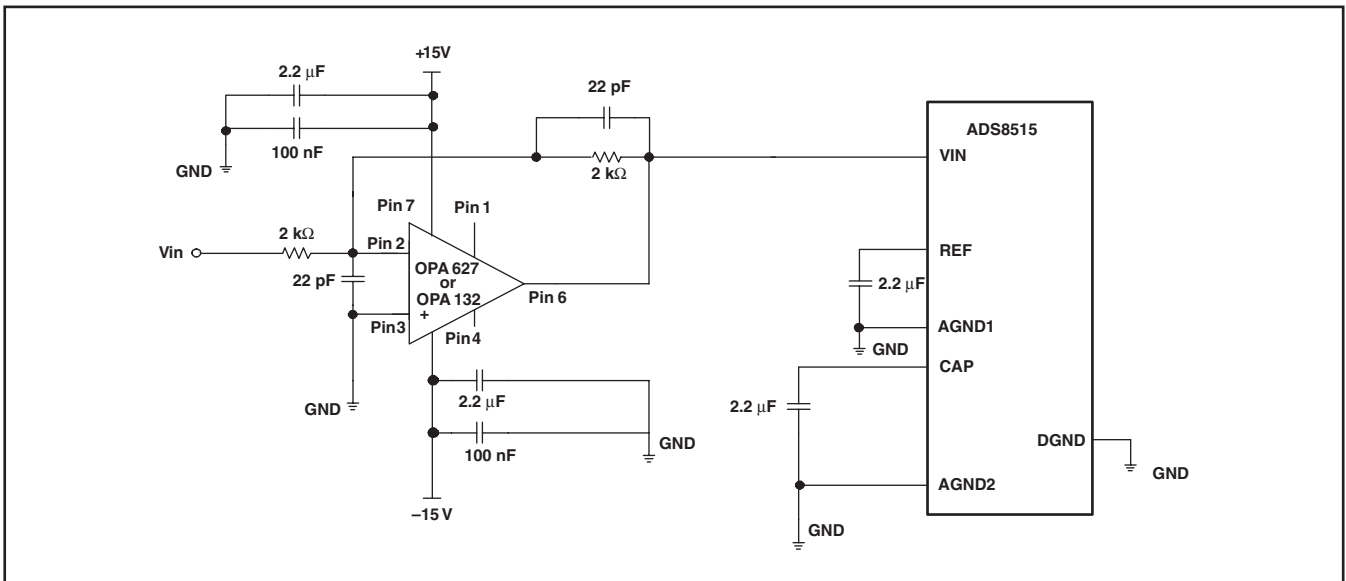 +15V
2.2 μF
100 nF
GND
22 pF
2 kΩ
ADS8515
VIN
Pin 7
Pin 1
Vin
2 kΩ
Pin 2
22 pF
OPA 627
or
OPA 132
+
Pin 6
Pin3
Pin4
GND
2.2 μF
100 nF
GND
–15 V
REF
2.2 μF
AGND1
GND
CAP
2.2 μF
DGND
GND
AGND2
GND